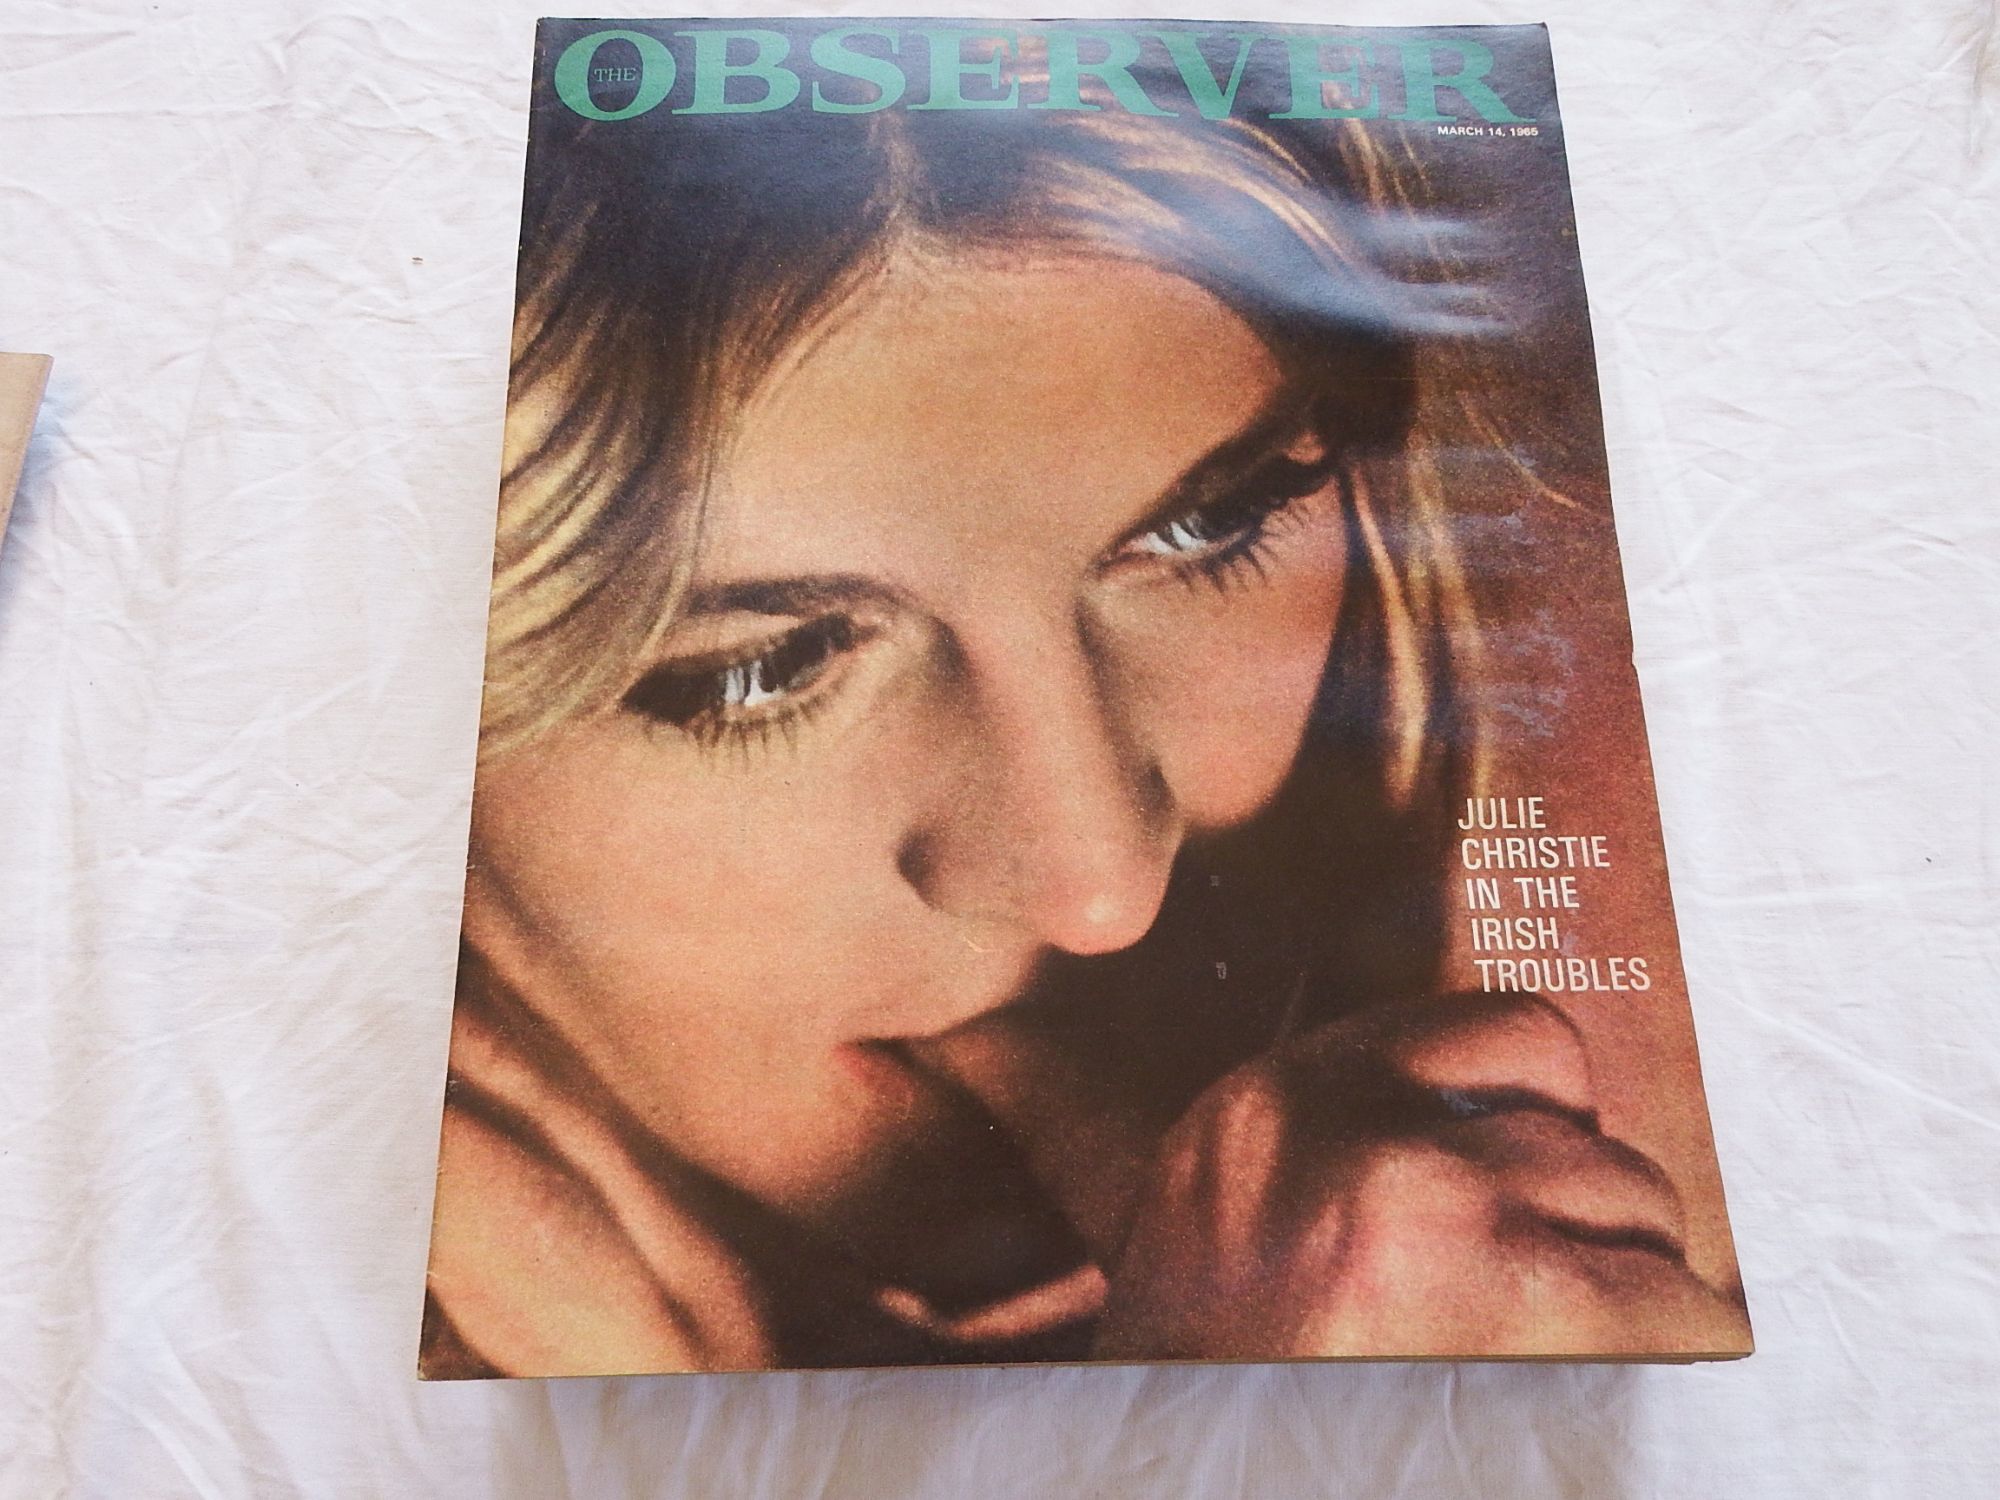 THE OBSERVER
MARCH 14, 1965
JULIE
CHRISTIE
IN THE
IRISH
TROUBLES